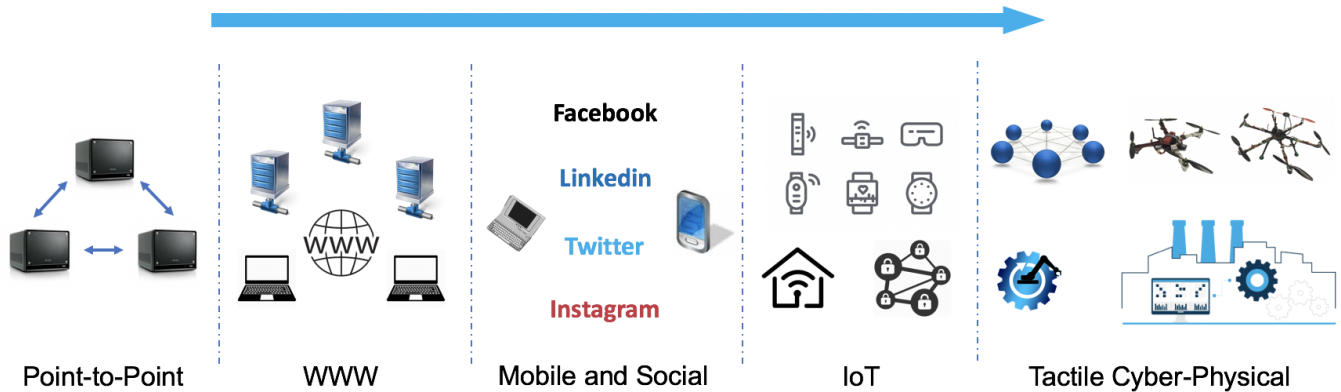 Facebook
Linkedin
Twitter
Instagram
WWW
Point-to-Point
WWW
Mobile and Social
IoT
Tactile Cyber-Physical